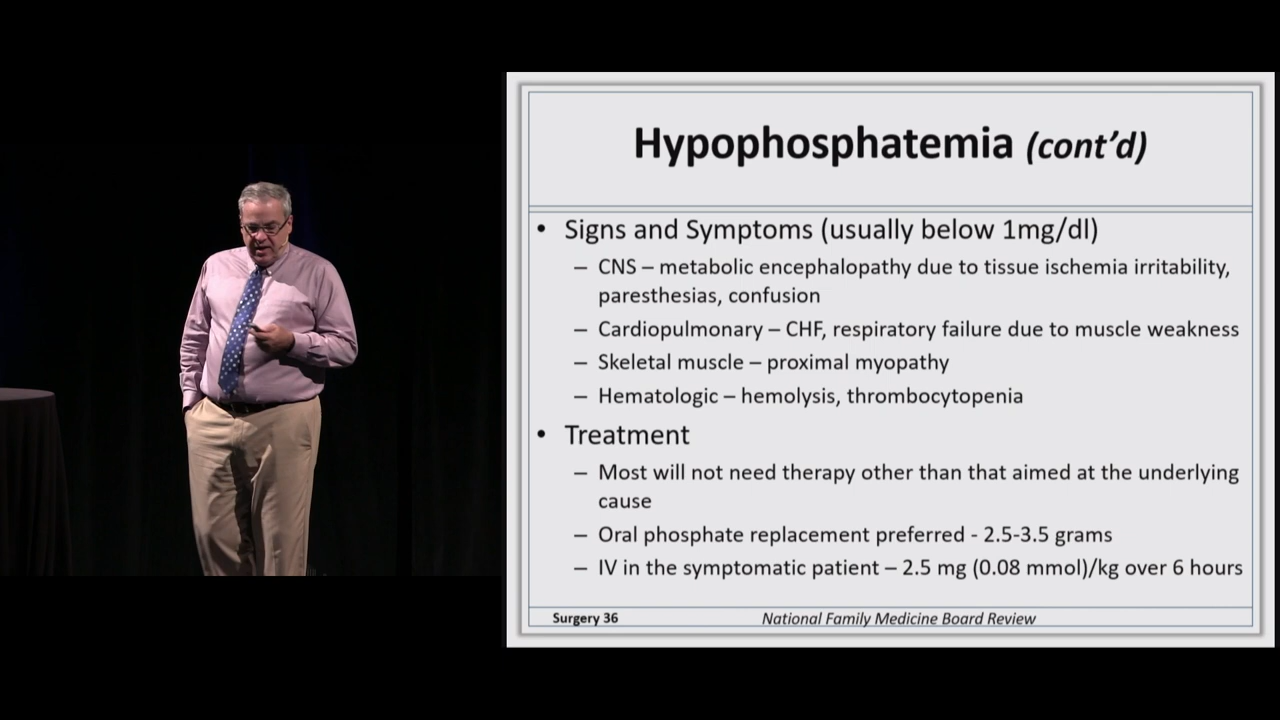 Hypophosphatemia (cont’d)
• Signs and Symptoms (usually below 1mg/dl)
– CNS – metabolic encephalopathy due to tissue ischemia irritability,
paresthesias, confusion
– Cardiopulmonary – CHF, respiratory failure due to muscle weakness
– Skeletal muscle – proximal myopathy
– Hematologic – hemolysis, thrombocytopenia
• Treatment
– Most will not need therapy other than that aimed at the underlying
cause
– Oral phosphate replacement preferred - 2.5-3.5 grams
– IV in the symptomatic patient – 2.5 mg (0.08 mmol)/kg over 6 hours
Surgery 36
National Family Medicine Board Review